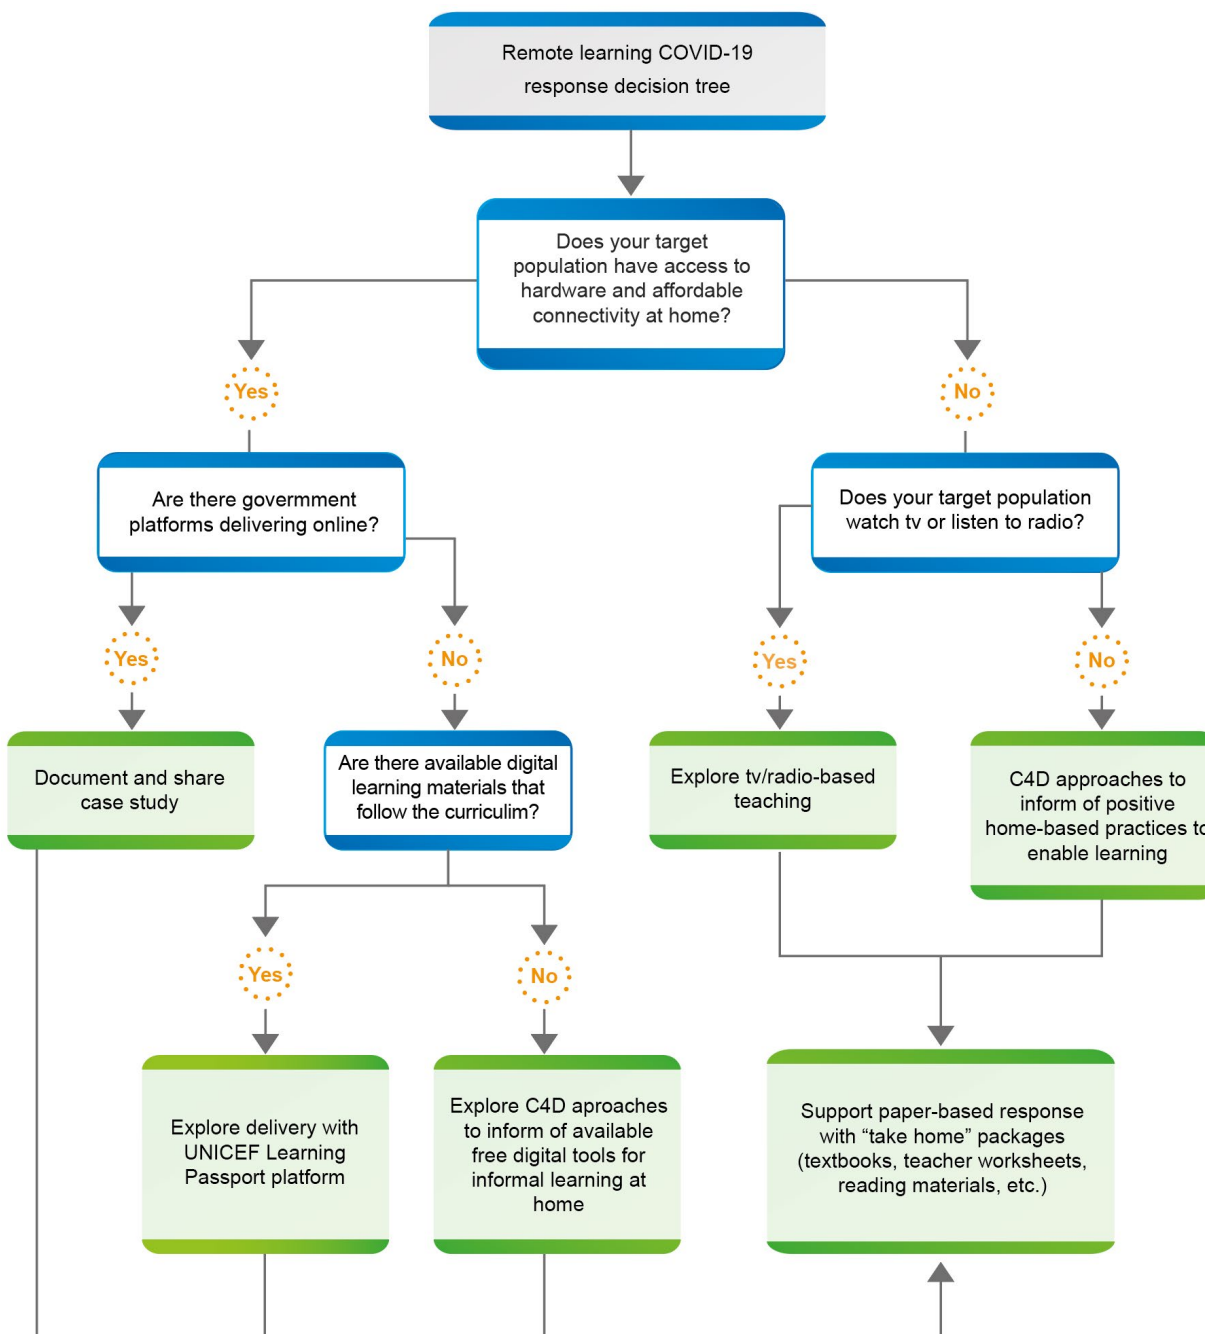 Remote learning COVID-19
response decision tree
Does your target
population have access to
hardware and affordable
connectivity at home?
Yes
No
Are there govermment
platforms delivering online?
Does your target population
watch tv or listen to radio?
Yes
No
Yes
No
Document and share
case study
Are there available digital
learning materials that
follow the curriculim?
Explore tv/radio-based
teaching
C4D approaches to
inform of positive
home-based practices to
enable learning
Yes
No
Explore delivery with
UNICEF Learning
Passport platform
Explore C4D aproaches
to inform of available
free digital tools for
informal learning at
home
Support paper-based response
with “take home” packages
(textbooks, teacher worksheets,
reading materials, etc.)